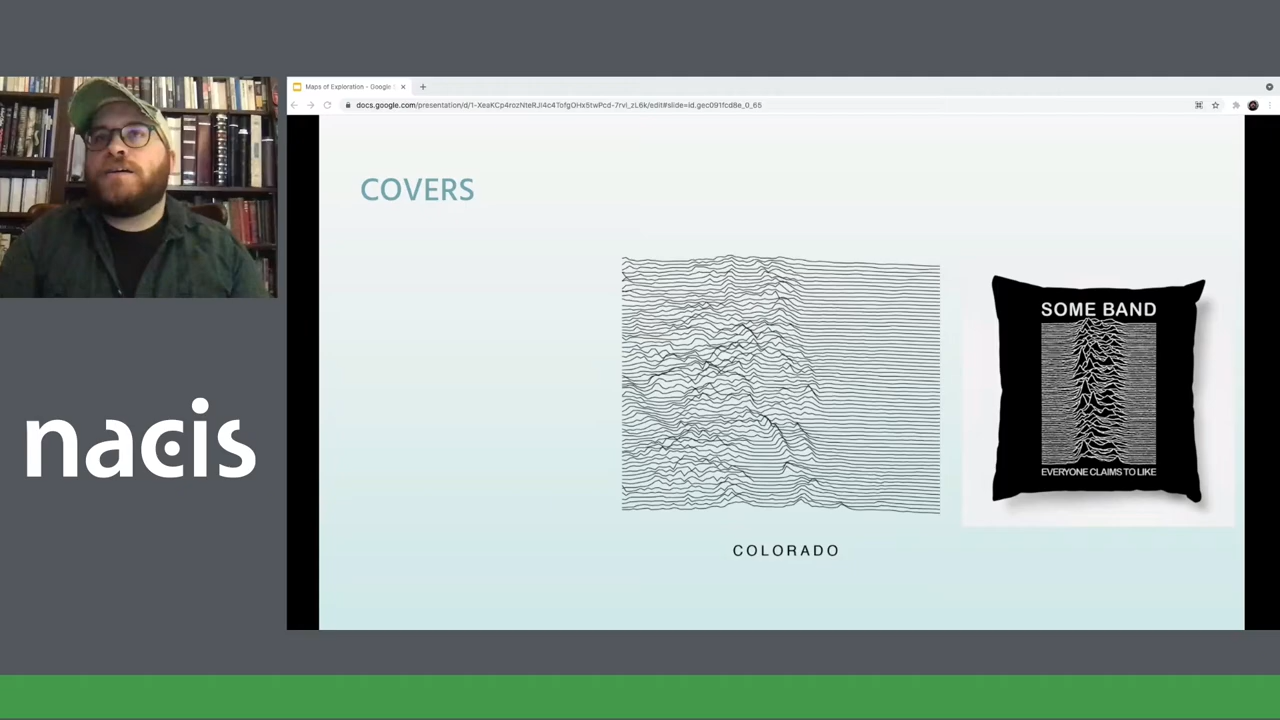 Maps of Exploration - Google
docs.google.com/presentation/d/1-XeaKCp4rozNteRJI4c4TofgOHx5twPcd-7rvi_zL6k/edit#slide=id.gec091fcd8e_0_65
COVERS
SOME BAND
EVERYONE CLAIMS TO LIKE
COLORADO
nacis